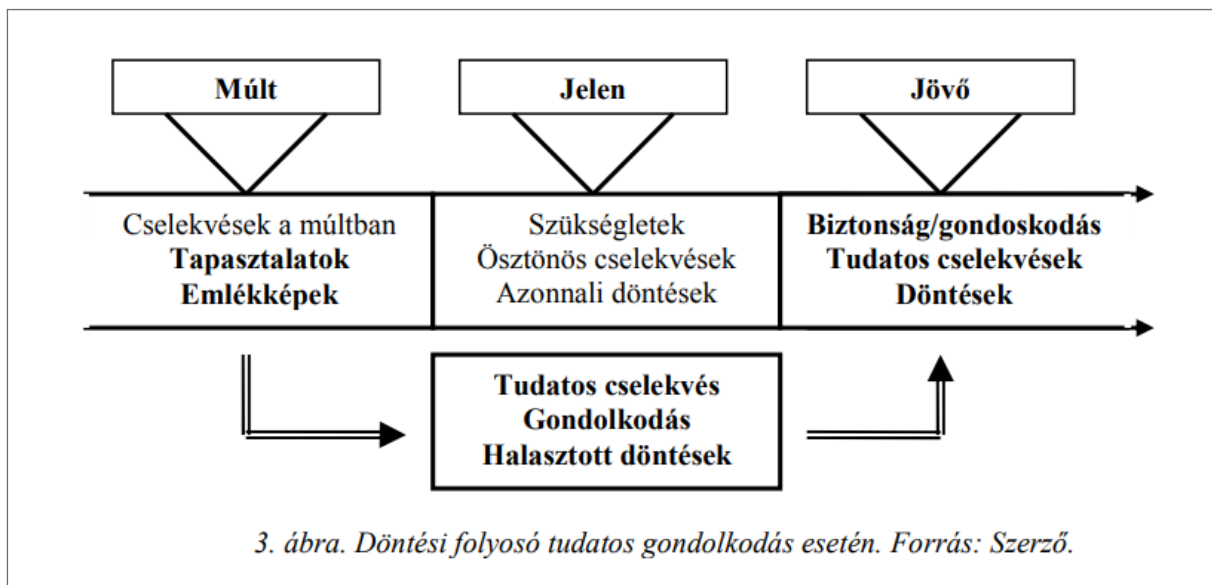 Múlt
Jelen
Jövő
Cselekvések a múltban
Tapasztalatok
Emlékképek
Szükségletek
Ösztönös cselekvések
Azonnali döntések
Biztonság/gondoskodás
Tudatos cselekvések
Döntések
Tudatos cselekvés
Gondolkodás
Halasztott döntések
3. ábra. Döntési folyosó tudatos gondolkodás esetén. Forrás: Szerző.